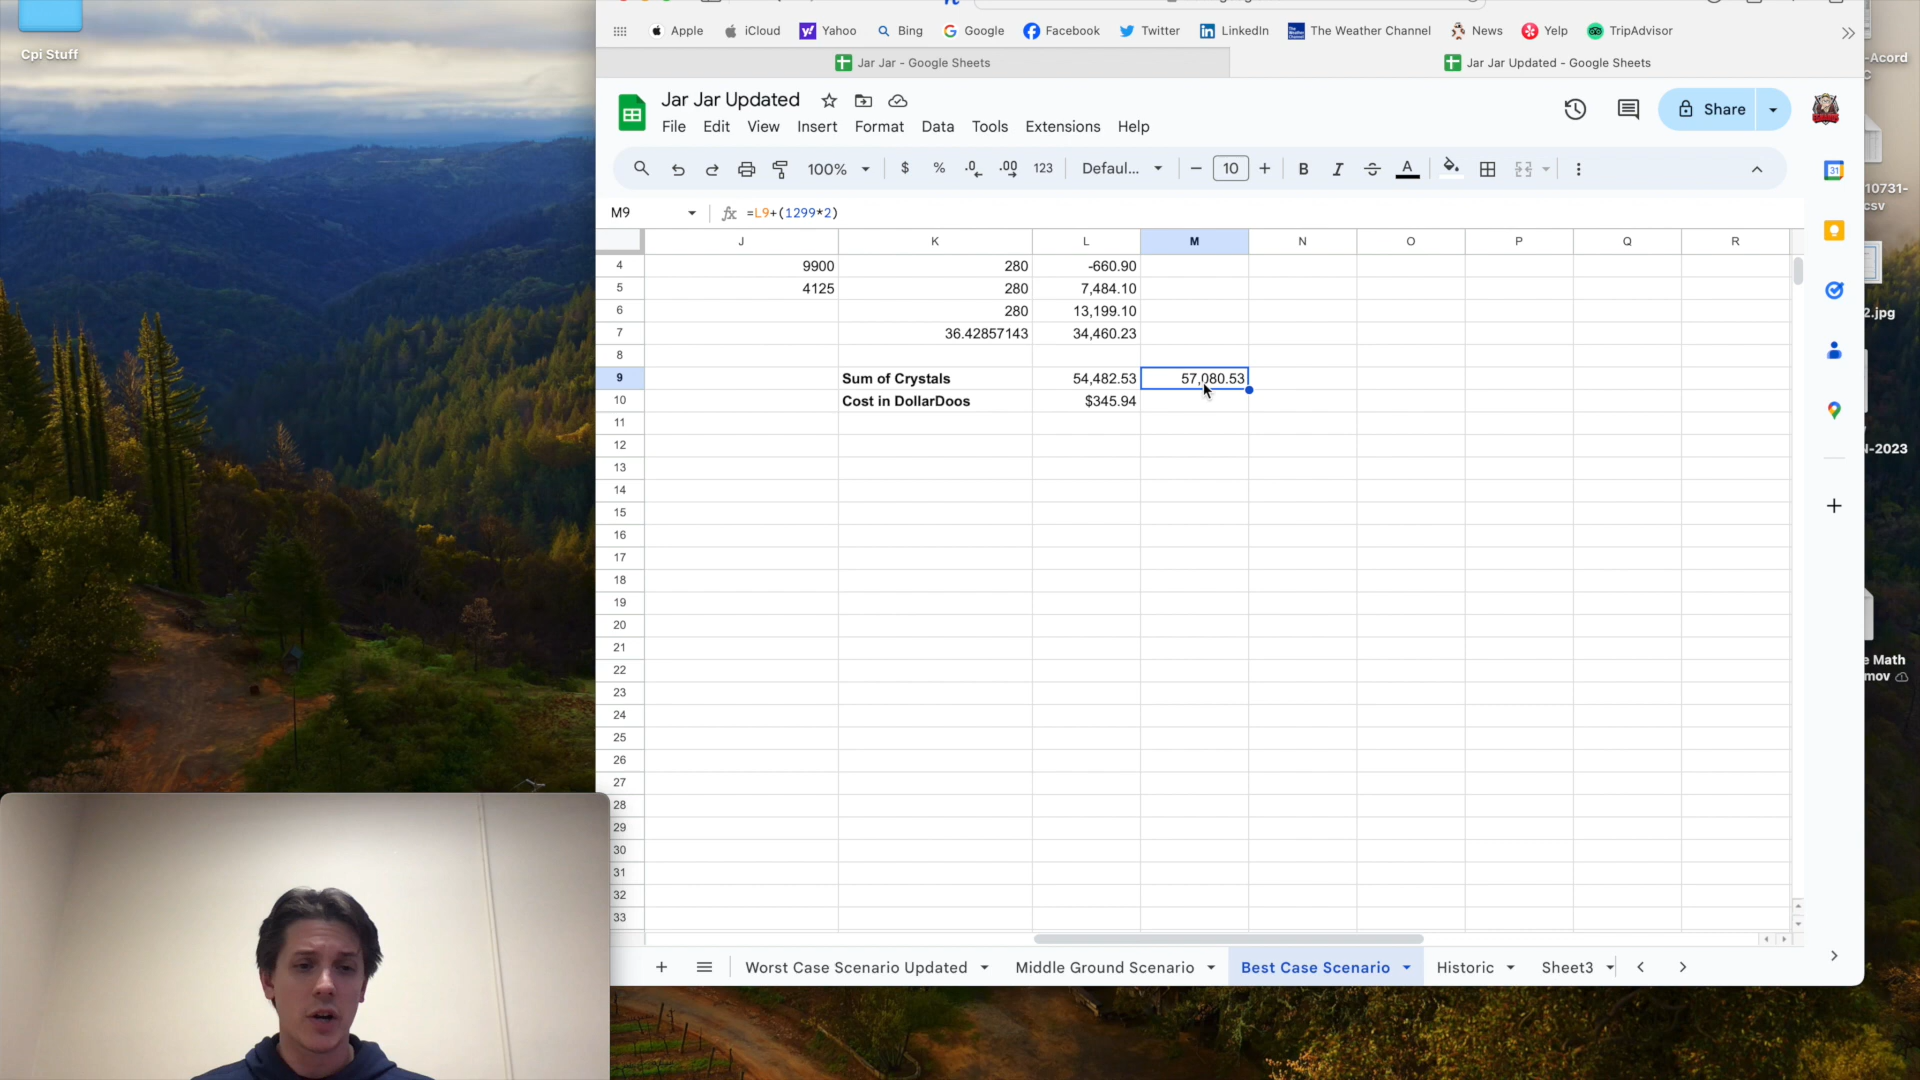 Cpi Stuff
Apple iCloud Yahoo Bing Google Facebook Twitter LinkedIn The Weather Channel News Yelp TripAdvisor
Jar Jar - Google Sheets
Jar Jar Updated - Google Sheets
Jar Jar Updated
Share
File Edit View Insert Format Data Tools Extensions Help
100% $ % .0 .00 123 Defaul... 10 B I S A
M9 fx =L9+(1299*2)
J K L M N O P Q R
4 9900 280 -660.90
5 4125 280 7,484.10
6 280 13,199.10
7 36.42857143 34,460.23
8
9 Sum of Crystals 54,482.53 57,080.53
10 Cost in DollarDoos $345.94
11
12
13
14
15
16
17
18
19
20
21
22
23
24
25
26
27
28
29
30
31
32
33
Worst Case Scenario Updated Middle Ground Scenario Best Case Scenario Historic Sheet3
31
-Acord
C
10731-
csv
2.jpg
N-2023
e Math
mov